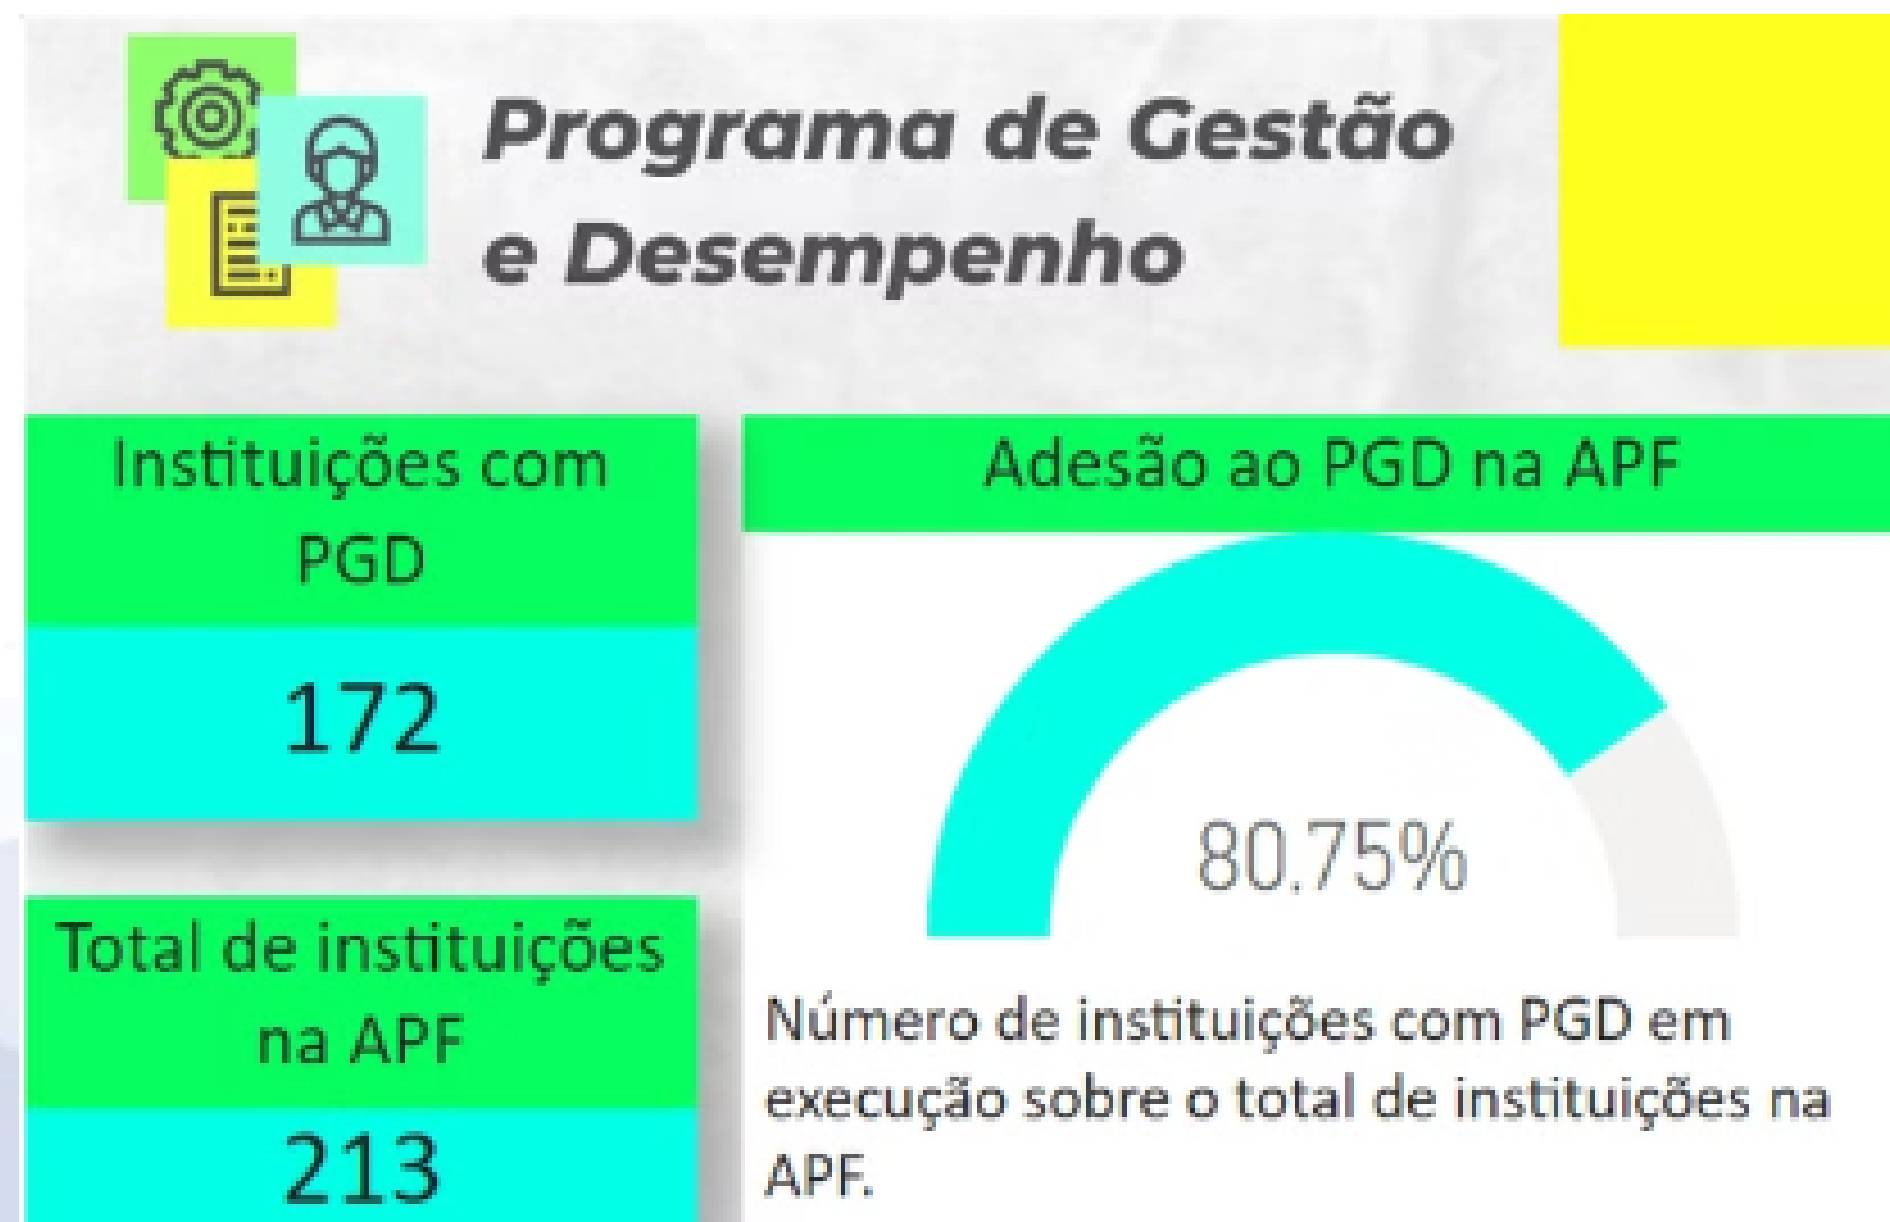 Programa de Gestão
e Desempenho
Instituições com
PGD
172
Total de instituições
na APF
213
Adesão ao PGD na APF
80.75%
Número de instituições com PGD em
execução sobre o total de instituições na
APF.